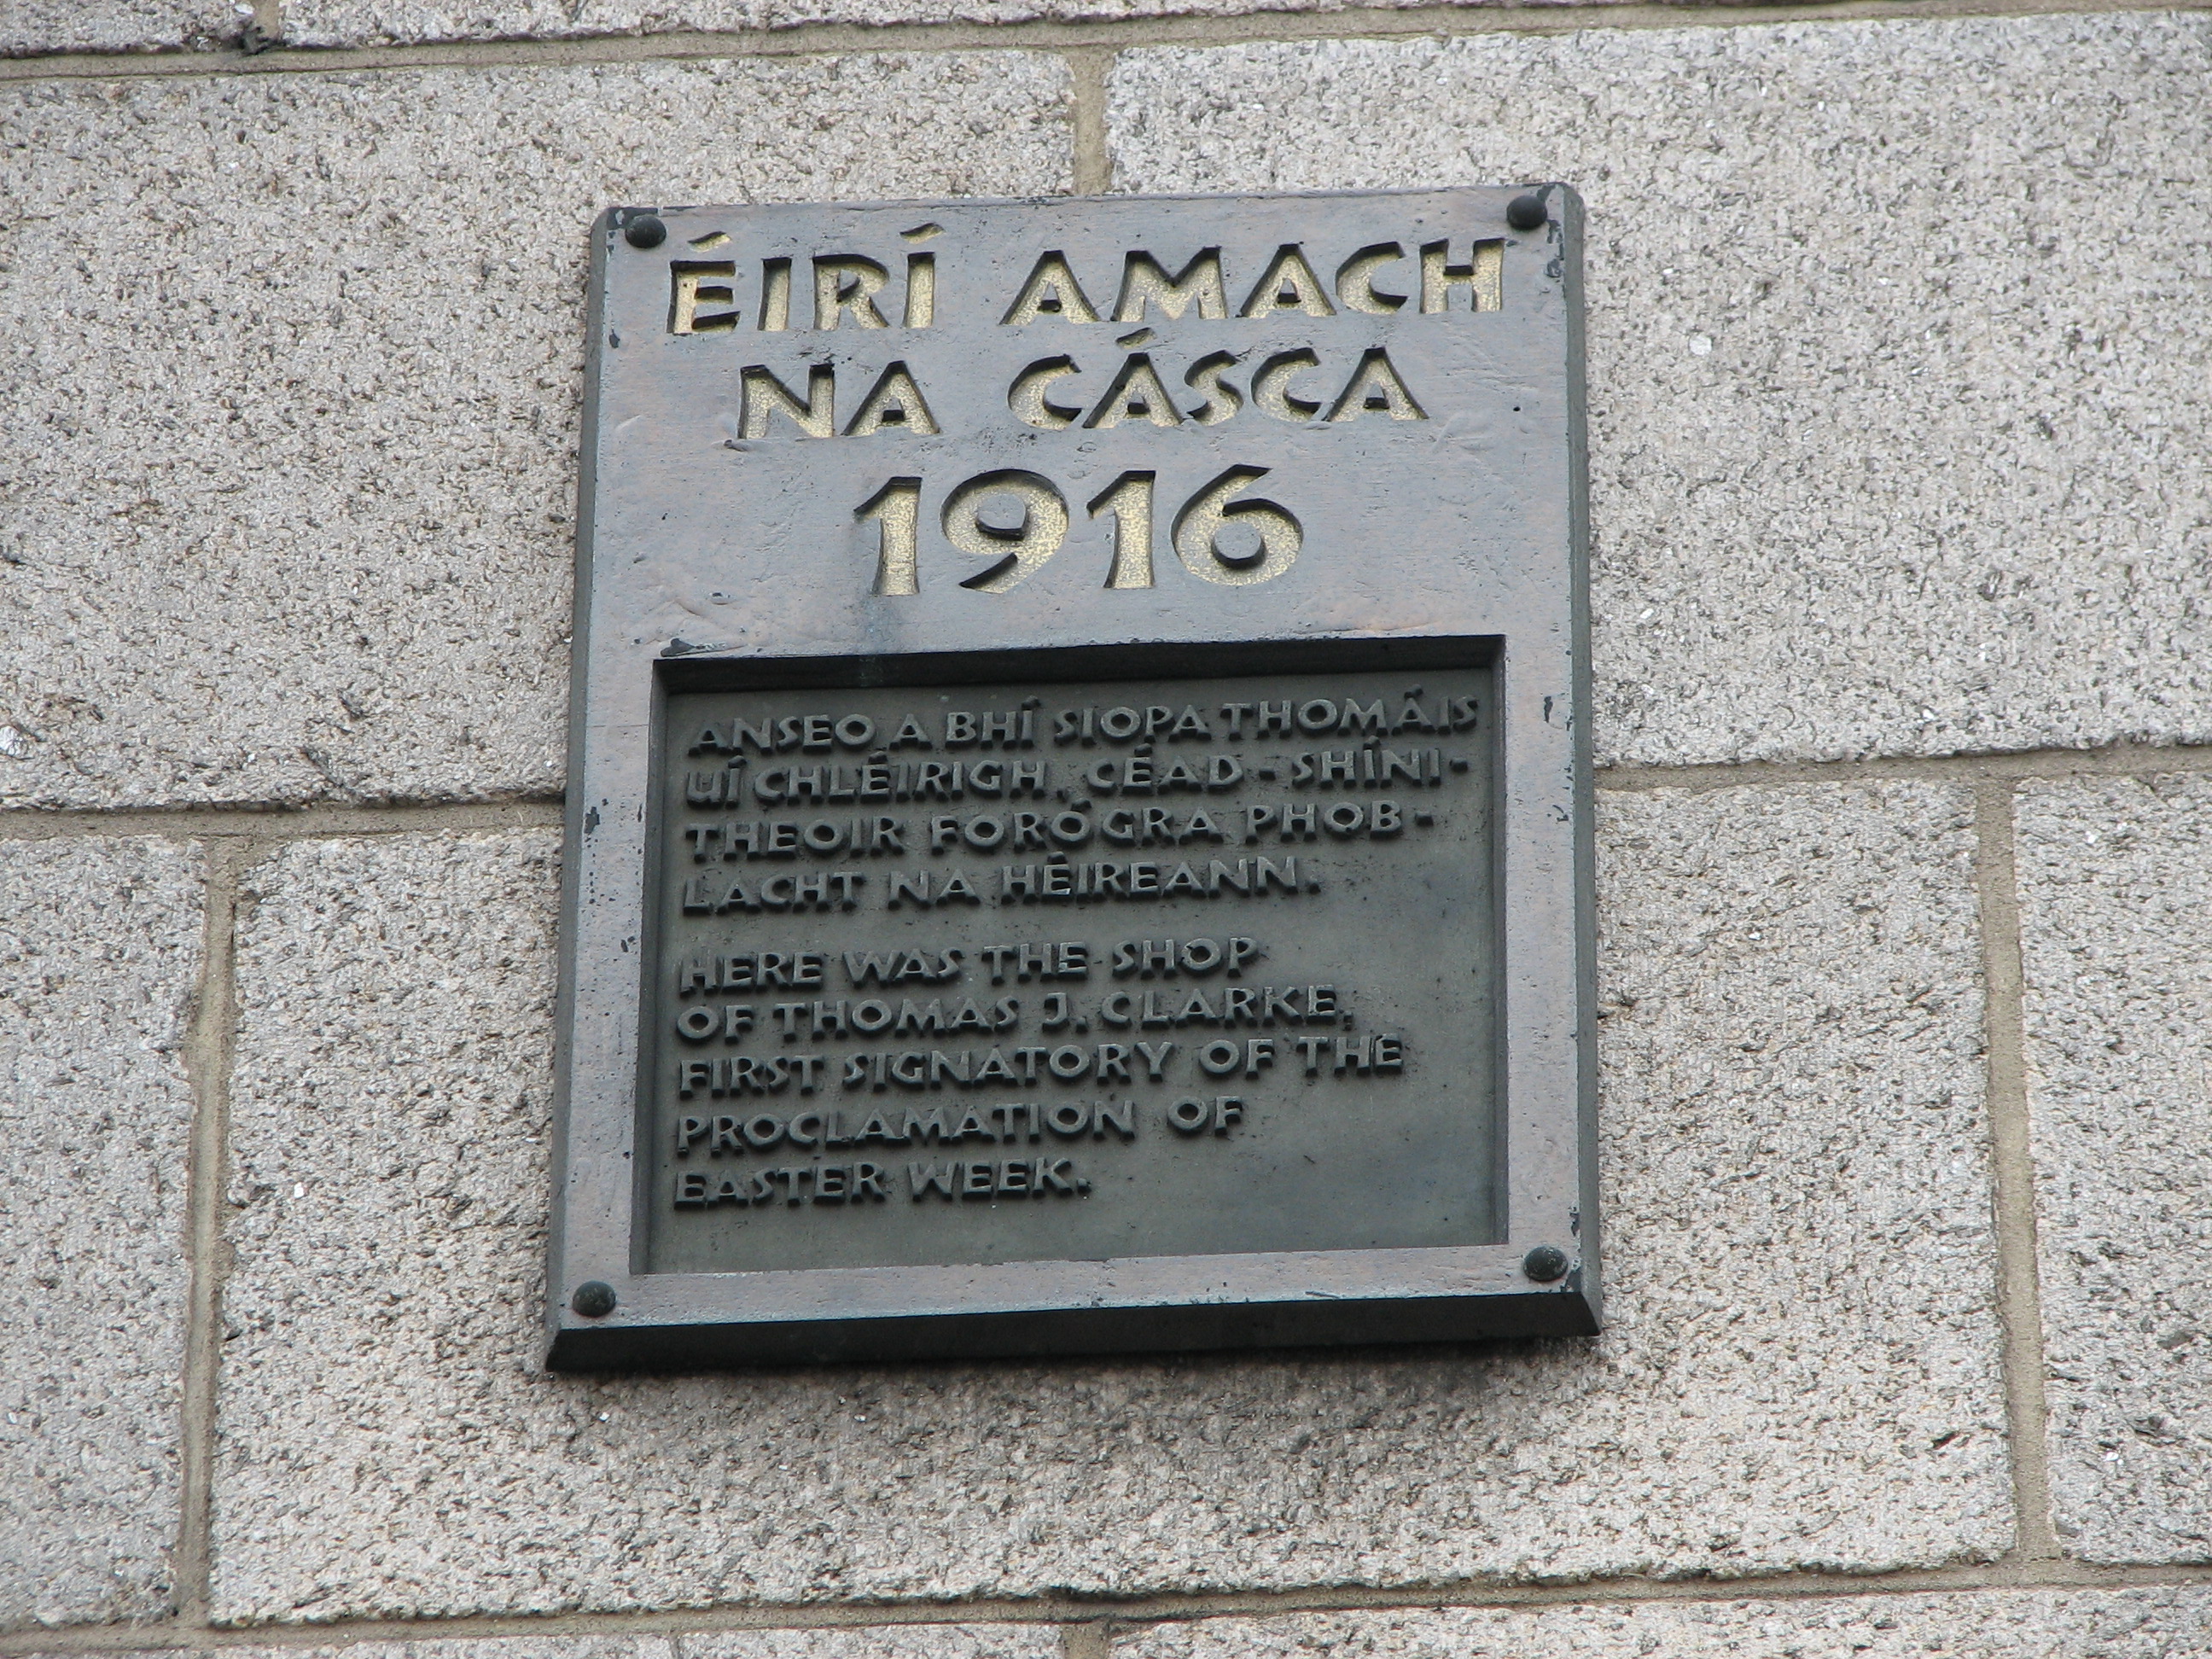 ÉIRÍ AMACH
NA CÁSCA
1916
ANSEO A BHÍ SIOPA THOMÁIS
UÍ CHLÉIRIGH, CÉAD-SHÍNI-
THEOIR FORÓGRA PHOB-
LACHT NA HÉIREANN.
HERE WAS THE SHOP
OF THOMAS J. CLARKE,
FIRST SIGNATORY OF THE
PROCLAMATION OF
EASTER WEEK.